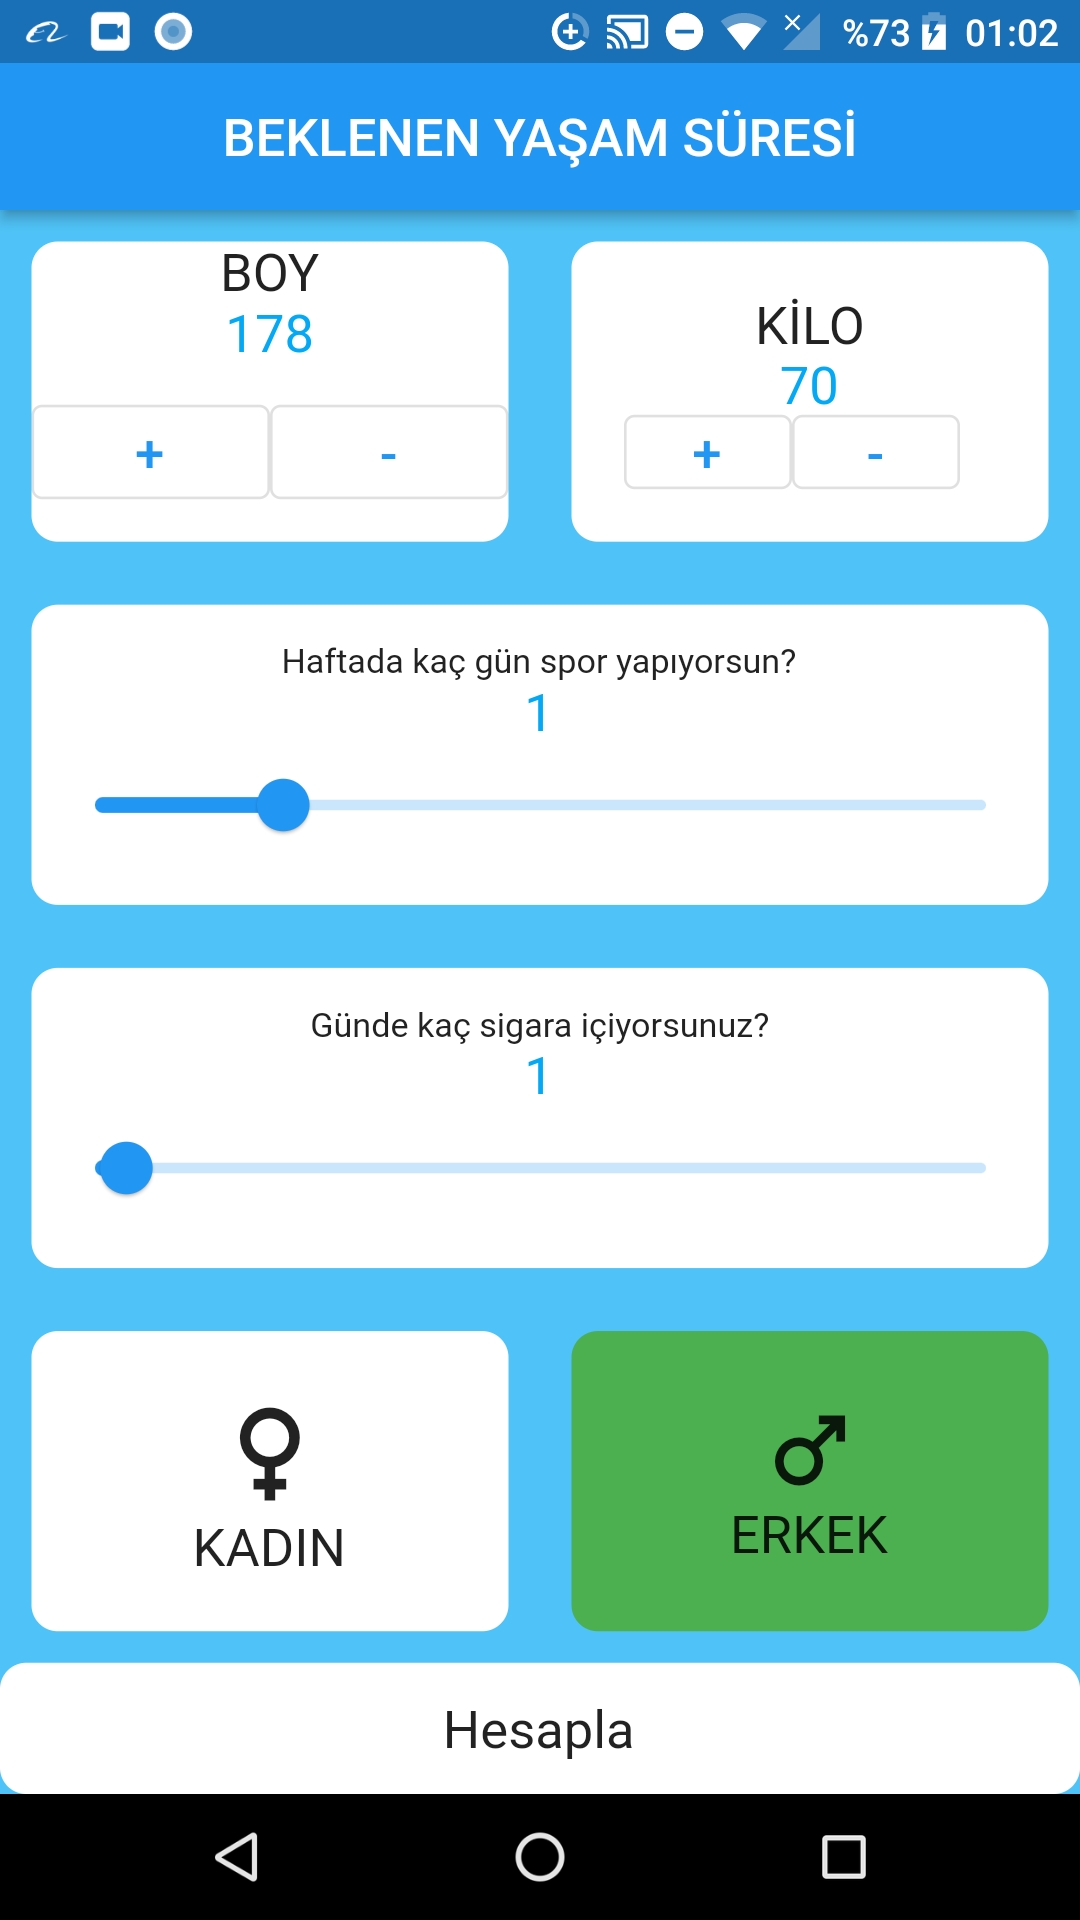 %73 01:02
BEKLENEN YAŞAM SÜRESİ
BOY
178
+ -
KİLO
70
+ -
Haftada kaç gün spor yapıyorsun?
1
Günde kaç sigara içiyorsunuz?
1
KADIN
ERKEK
Hesapla